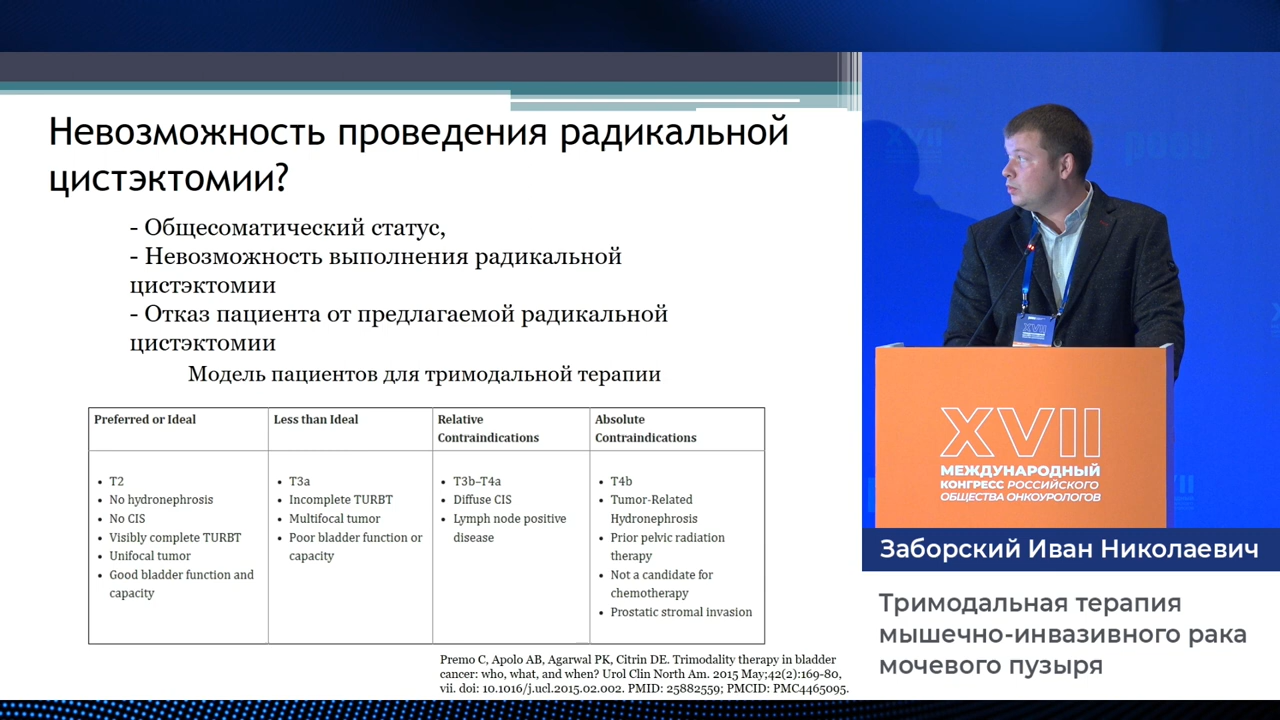 Невозможность проведения радикальной
цистэктомии?
- Общесоматический статус,
- Невозможность выполнения радикальной
цистэктомии
- Отказ пациента от предлагаемой радикальной
цистэктомии
Модель пациентов для тримодальной терапии
Preferred or Ideal
• T2
• No hydronephrosis
• No CIS
• Visibly complete TURBT
• Unifocal tumor
• Good bladder function and
capacity
Less than Ideal
• T3a
• Incomplete TURBT
• Multifocal tumor
• Poor bladder function or
capacity
Relative
Contraindications
• T3b–T4a
• Diffuse CIS
• Lymph node positive
disease
Absolute
Contraindications
• T4b
• Tumor-Related
Hydronephrosis
• Prior pelvic radiation
therapy
• Not a candidate for
chemotherapy
• Prostatic stromal invasion
Premo C, Apolo AB, Agarwal PK, Citrin DE. Trimodality therapy in bladder
cancer: who, what, and when? Urol Clin North Am. 2015 May;42(2):169-80,
vii. doi: 10.1016/j.ucl.2015.02.002. PMID: 25882559; PMCID: PMC4465095.
XVII
XVII
МЕЖДУНАРОДНЫЙ
КОНГРЕСС РОССИЙСКОГО
ОБЩЕСТВА ОНКОУРОЛОГОВ
Заборский Иван Николаевич
Тримодальная терапия
мышечно-инвазивного рака
мочевого пузыря